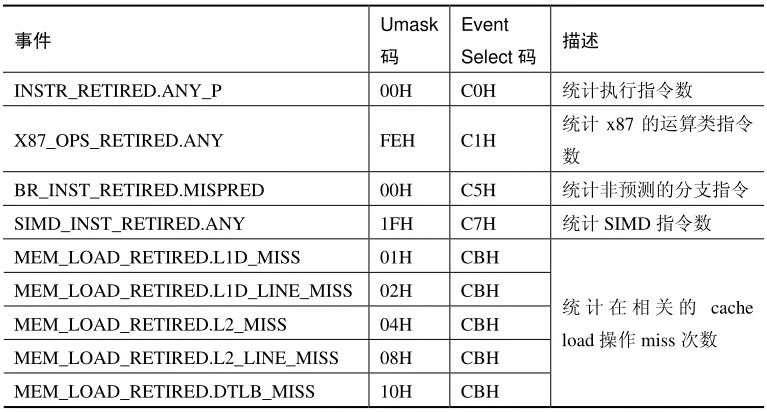 事件 Umask 码 Event Select 码 描述
INSTR_RETIRED.ANY_P 00H C0H 统计执行指令数
X87_OPS_RETIRED.ANY FEH C1H 统计 x87 的运算类指令数
BR_INST_RETIRED.MISPRED 00H C5H 统计非预测的分支指令
SIMD_INST_RETIRED.ANY 1FH C7H 统计 SIMD 指令数
MEM_LOAD_RETIRED.L1D_MISS 01H CBH
MEM_LOAD_RETIRED.L1D_LINE_MISS 02H CBH
MEM_LOAD_RETIRED.L2_MISS 04H CBH
MEM_LOAD_RETIRED.L2_LINE_MISS 08H CBH
MEM_LOAD_RETIRED.DTLB_MISS 10H CBH
统计在相关的 cache
load 操作 miss 次数